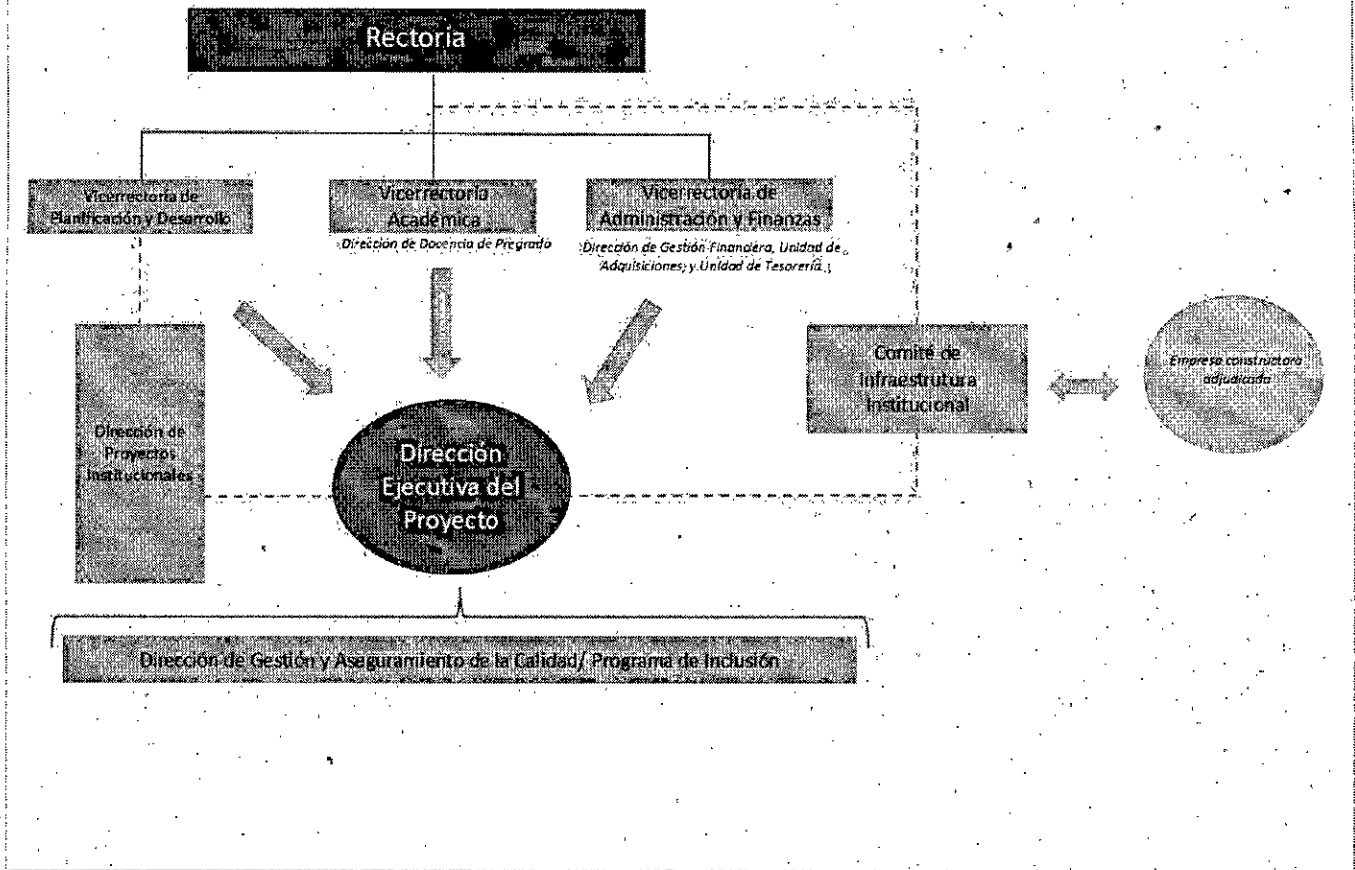 Rectoría
Vicerrectoría de
Planificación y Desarrollo
Vicerrectoría
Académica
Dirección de Docencia de Pregrado
Vicerrectoría de
Administración y Finanzas
Dirección de Gestión Financiera, Unidad de
Adquisiciones, y Unidad de Tesorería
Dirección de
Proyectos
Institucionales
Comité de
Infraestrutura
Institucional
Empresa constructora
adjudicada
Dirección
Ejecutiva del
Proyecto
Dirección de Gestión y Aseguramiento de la Calidad/ Programa de Inclusión